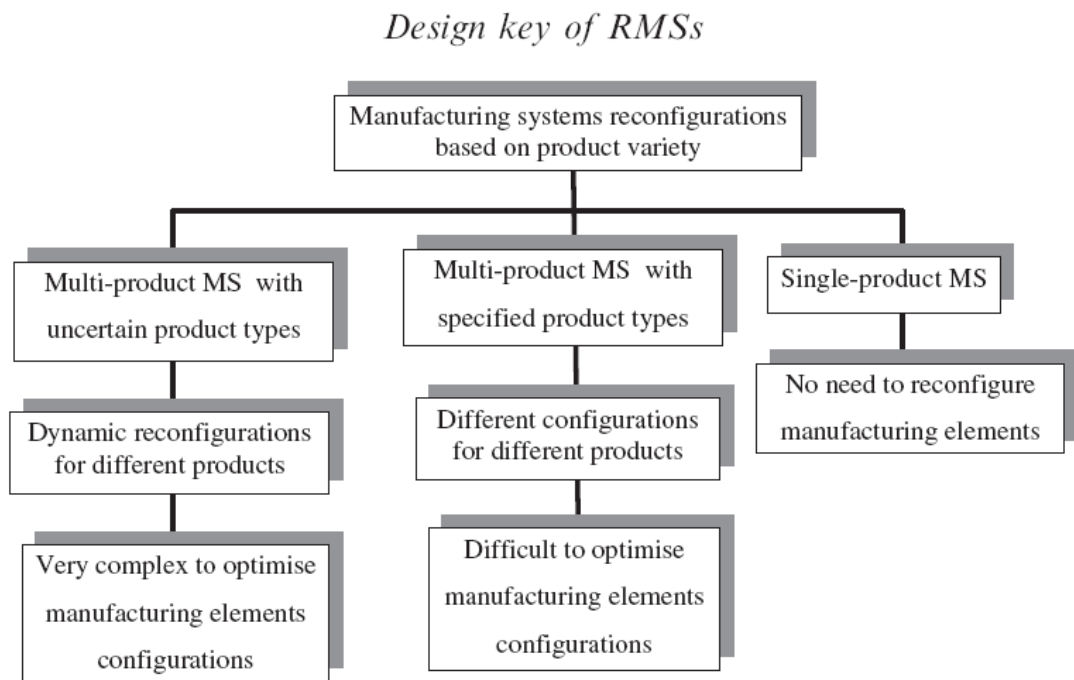 Design key of RMSs
Manufacturing systems reconfigurations
based on product variety
Multi-product MS with
uncertain product types
Multi-product MS with
specified product types
Single-product MS
Dynamic reconfigurations
for different products
Different configurations
for different products
No need to reconfigure
manufacturing elements
Very complex to optimise
manufacturing elements
configurations
Difficult to optimise
manufacturing elements
configurations